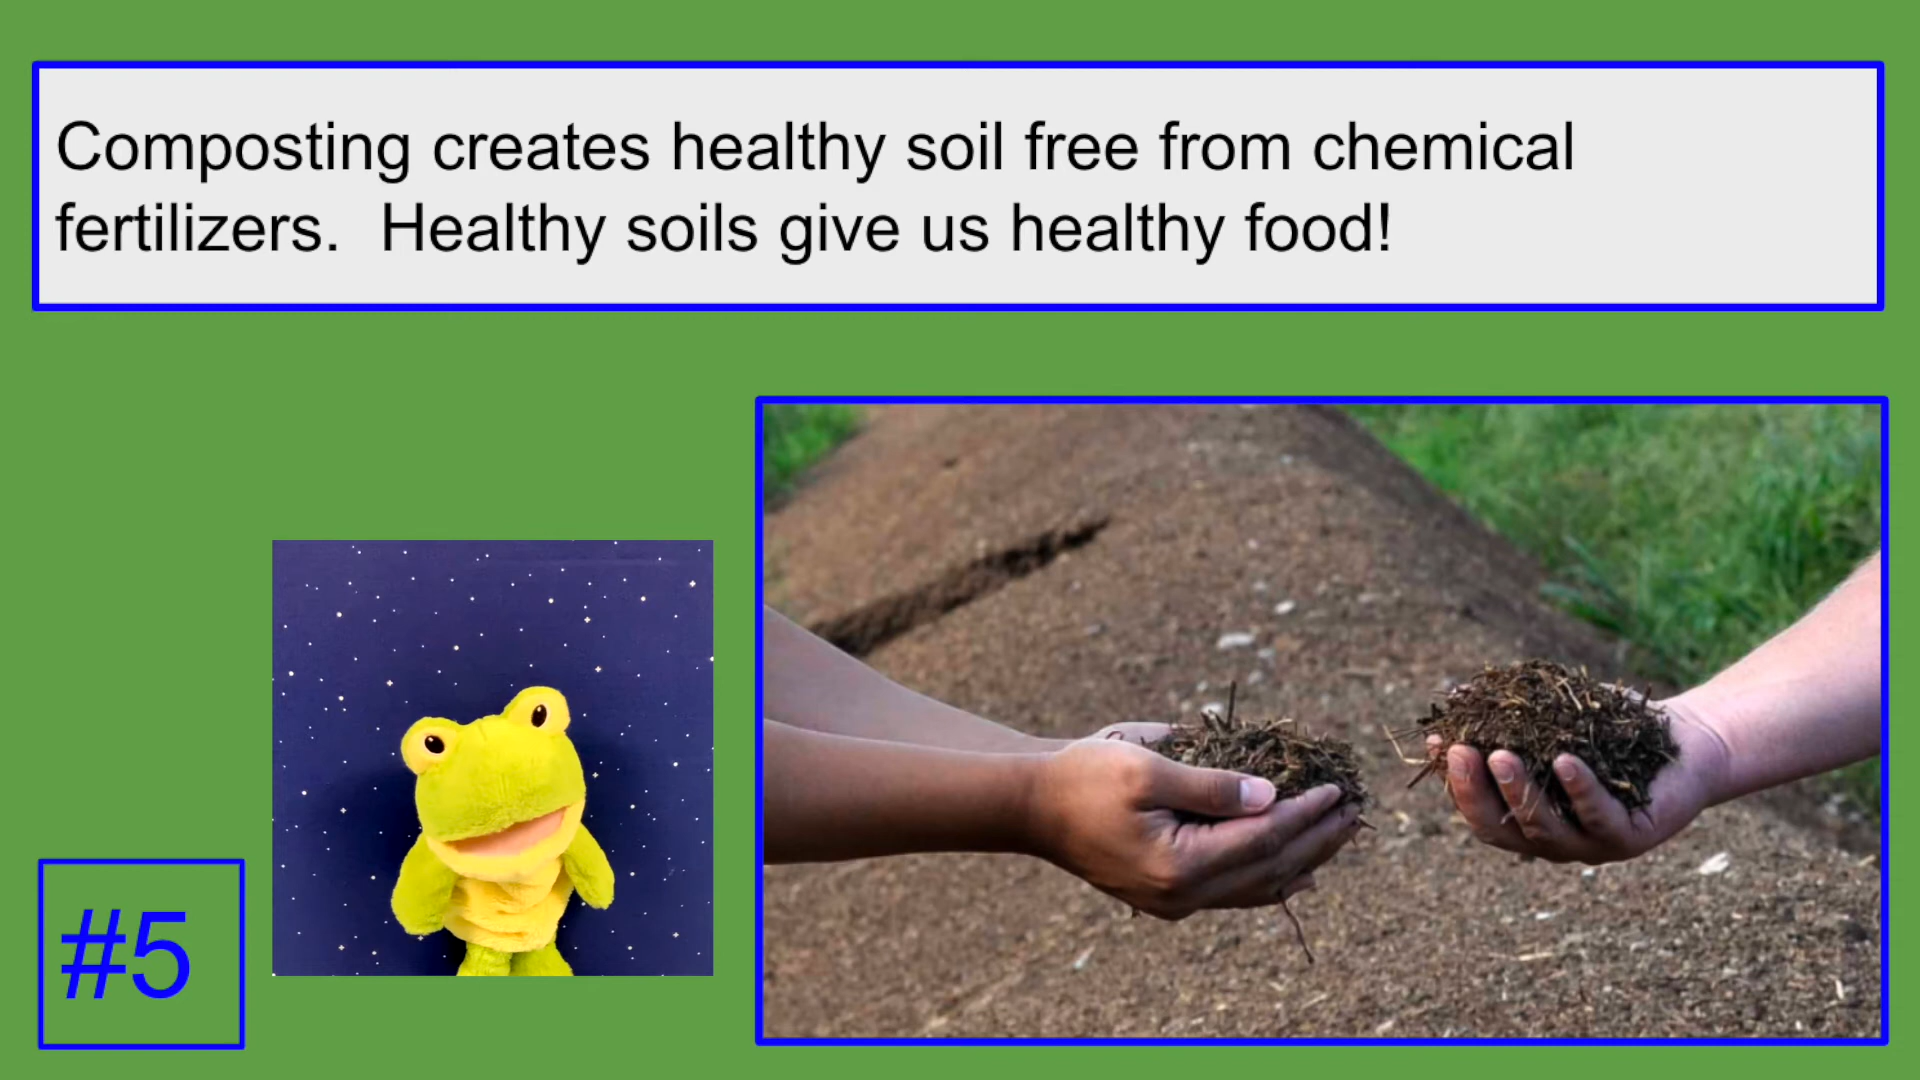 Composting creates healthy soil free from chemical
fertilizers.  Healthy soils give us healthy food!
#5